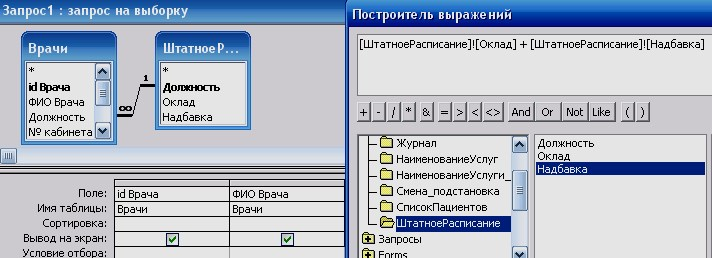 Запрос1 : запрос на выборку
Врачи
*
id Врача
ФИО Врача
Должность
№ кабинета
∞
1
ШтатноеР...
*
Должность
Оклад
Надбавка
Поле:
id Врача
ФИО Врача
Имя таблицы:
Врачи
Врачи
Сортировка:
Вывод на экран:
Условие отбора:
Построитель выражений
[ШтатноеРасписание]![Оклад] + [ШтатноеРасписание]![Надбавка]
+ - / * & = > < <> And Or Not Like ( )
Журнал
НаименованиеУслуг
НаименованиеУслуги_
Смена_подстановка
СписокПациентов
ШтатноеРасписание
Запросы
Forms
Должность
Оклад
Надбавка